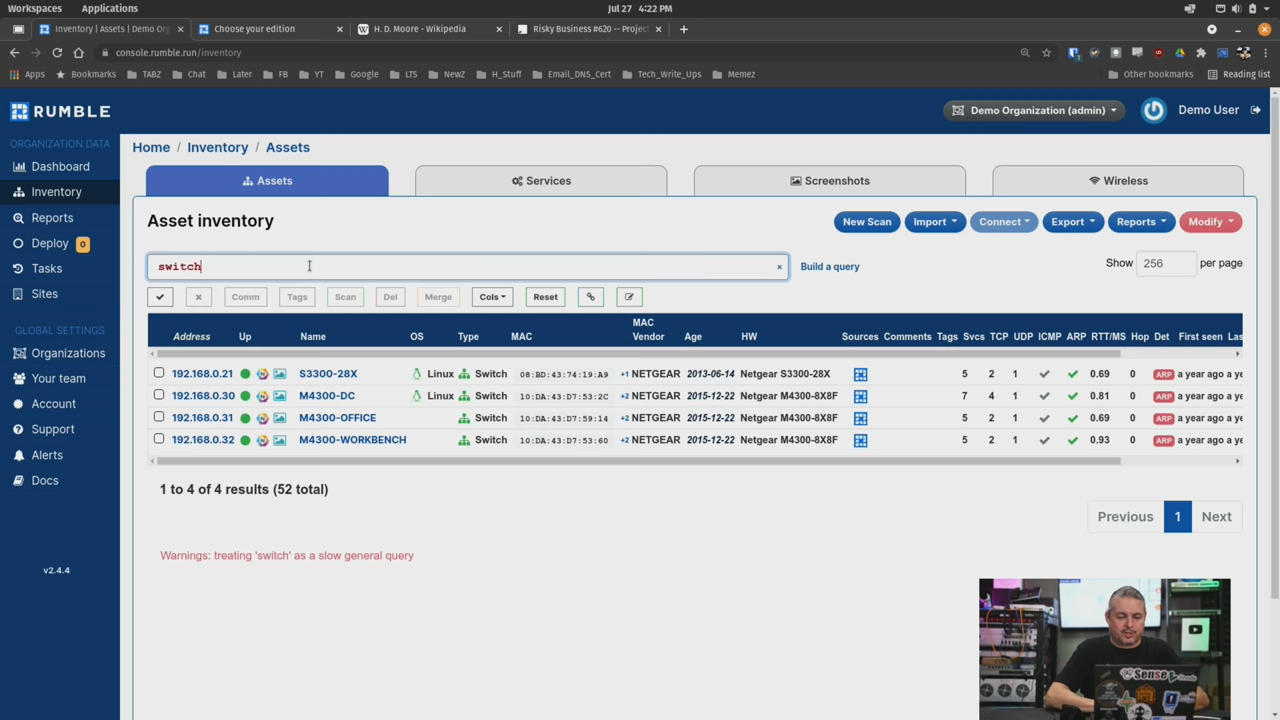 Workspaces Applications Jul 27 4:22 PM
Inventory | Assets | Demo Or Choose your edition H. D. Moore - Wikipedia Risky Business #620 -- Projec
console.rumble.run/inventory
Apps Bookmarks TABZ Chat Later FB YT Google LTS NewZ H_Stuff Email_DNS_Cert Tech_Write_Ups Memez Other bookmarks Reading list
RUMBLE Demo Organization (admin) Demo User
ORGANIZATION DATA
Dashboard
Inventory
Reports
Deploy 0
Tasks
Sites
GLOBAL SETTINGS
Organizations
Your team
Account
Support
Alerts
Docs
v2.4.4
Home / Inventory / Assets
Assets Services Screenshots Wireless
Asset inventory New Scan Import Connect Export Reports Modify
switch × Build a query Show 256 per page
Comm Tags Scan Del Merge Cols Reset
Address Up Name OS Type MAC MAC Vendor Age HW Sources Comments Tags Svcs TCP UDP ICMP ARP RTT/MS Hop Det First seen Las
192.168.0.21 S3300-28X Linux Switch 08:BD:43:74:19:A9 +1 NETGEAR 2013-06-14 Netgear S3300-28X 5 2 1 0.69 0 ARP a year ago a ye
192.168.0.30 M4300-DC Linux Switch 10:DA:43:D7:53:2C +2 NETGEAR 2015-12-22 Netgear M4300-8X8F 7 4 1 0.81 0 ARP a year ago a ye
192.168.0.31 M4300-OFFICE Switch 10:DA:43:D7:59:14 +2 NETGEAR 2015-12-22 Netgear M4300-8X8F 5 2 1 0.69 0 ARP a year ago a ye
192.168.0.32 M4300-WORKBENCH Switch 10:DA:43:D7:53:60 +2 NETGEAR 2015-12-22 Netgear M4300-8X8F 5 2 1 0.93 0 ARP a year ago a ye
1 to 4 of 4 results (52 total)
Previous 1 Next
Warnings: treating 'switch' as a slow general query
Sense